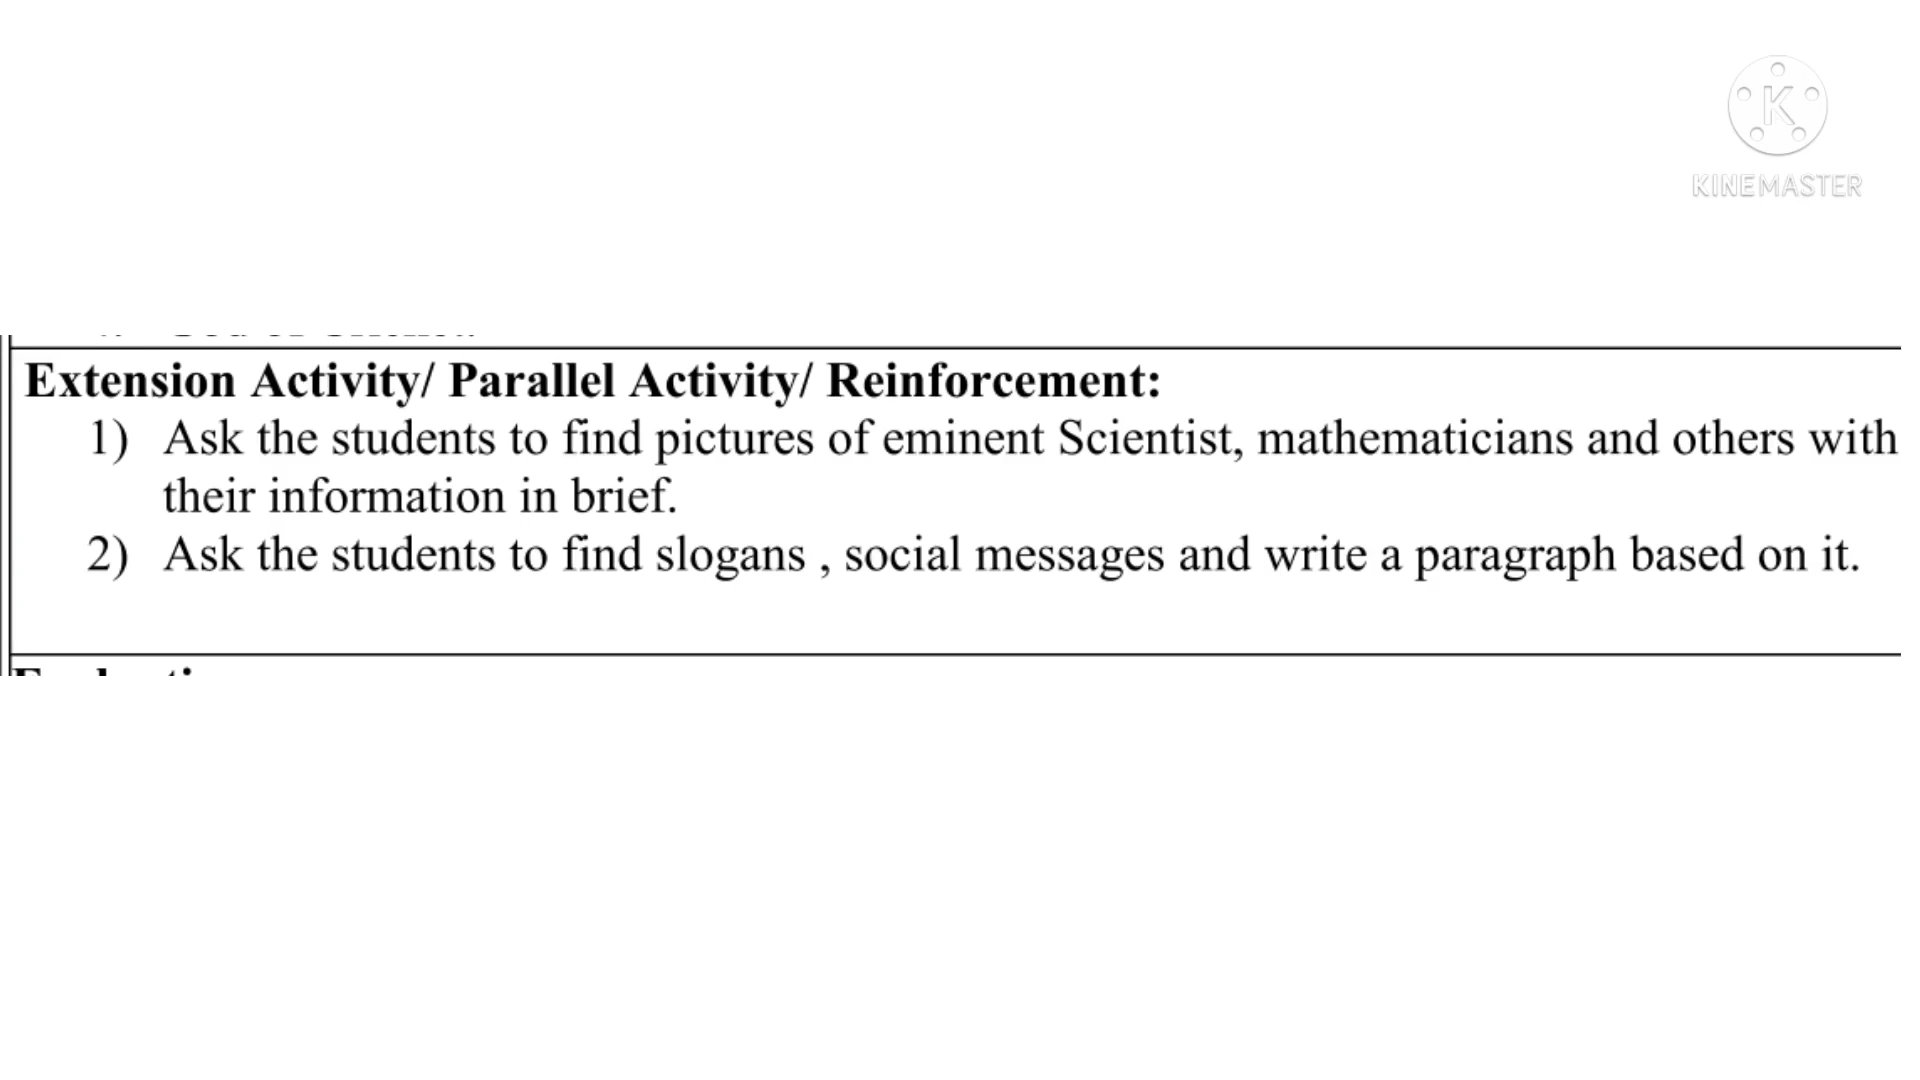 KINEMASTER
Extension Activity/ Parallel Activity/ Reinforcement:
1) Ask the students to find pictures of eminent Scientist, mathematicians and others with
their information in brief.
2) Ask the students to find slogans , social messages and write a paragraph based on it.